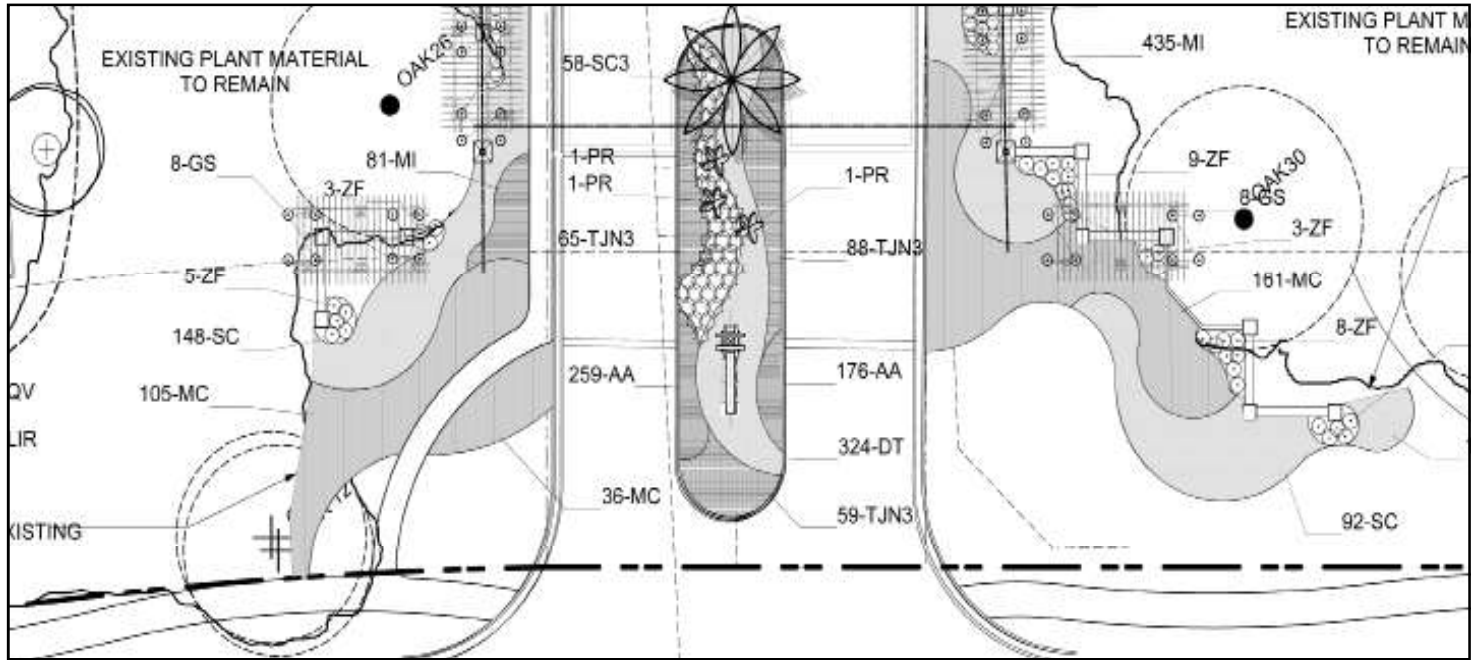 EXISTING PLANT MATERIAL
TO REMAIN
OAK26
58-SC3
435-MI
EXISTING PLANT M
TO REMAIN
8-GS
81-MI
3-ZF
1-PR
1-PR
1-PR
9-ZF
8-GS
OAK30
65-TJN3
88-TJN3
3-ZF
5-ZF
161-MC
148-SC
8-ZF
259-AA
176-AA
QV
105-MC
LIR
324-DT
36-MC
59-TJN3
XISTING
92-SC